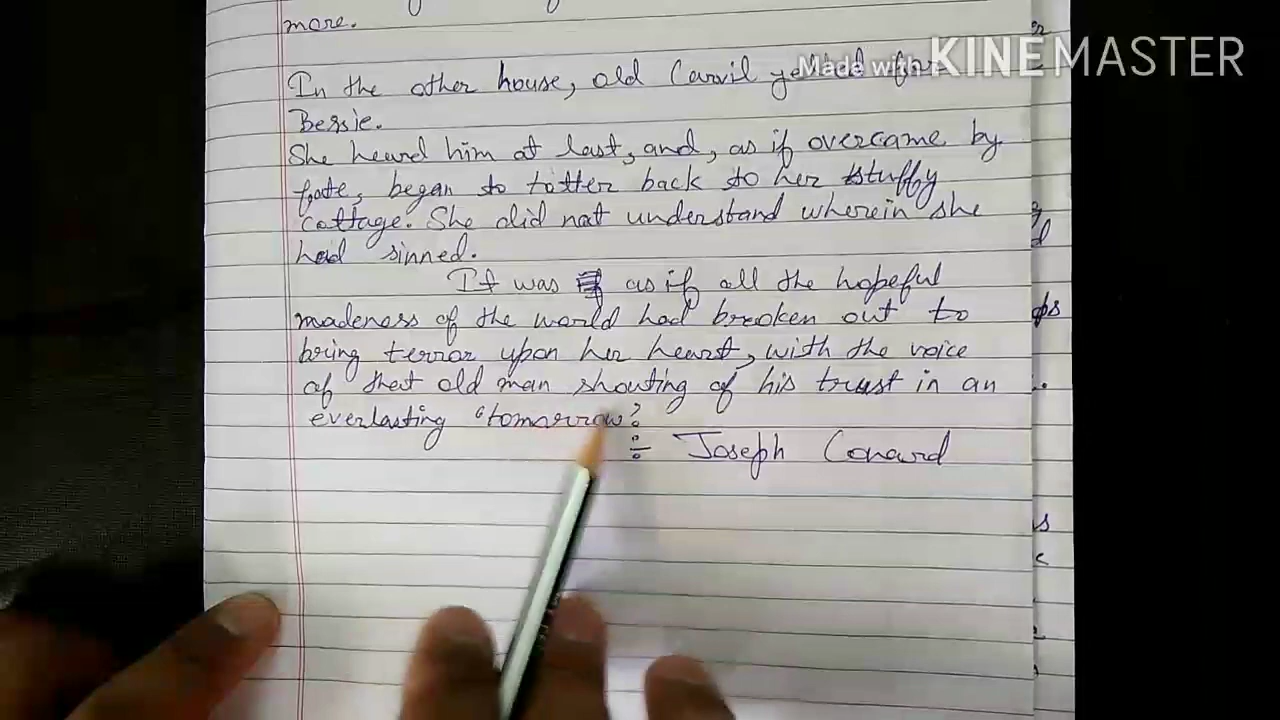 more.
Made with KINEMASTER
In the other house, old Carvil yelled for
Bessie.
She heard him at last, and, as if overcame by
fate, began to totter back to her stuffy
cottage. She did not understand wherein she
had sinned.
It was as if all the hopeful
madeness of the world had brooken out to
bring terror upon her heart, with the voice
of that old man shouting of his trust in an
everlasting 'tomorrow?
÷ Joseph Conard